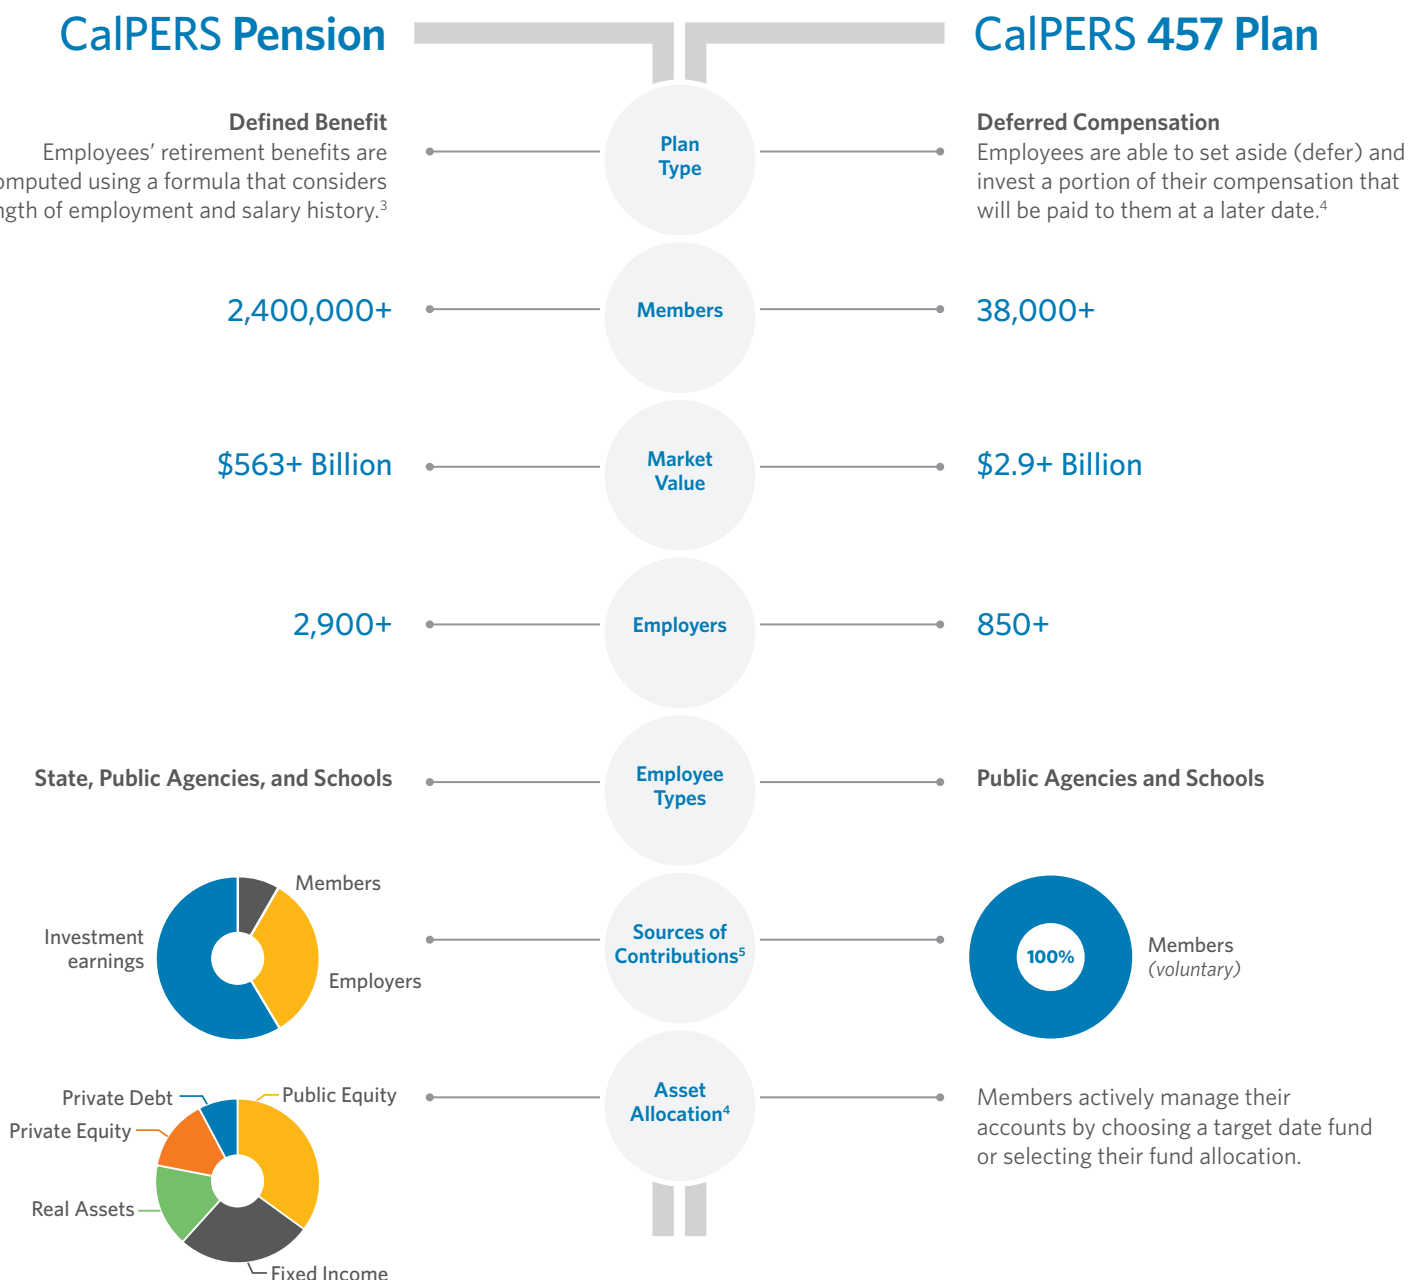 CalPERS Pension
CalPERS 457 Plan
Defined Benefit
Employees' retirement benefits are
omputed using a formula that considers
ngth of employment and salary history.³
Plan
Type
Deferred Compensation
Employees are able to set aside (defer) and
invest a portion of their compensation that
will be paid to them at a later date.⁴
2,400,000+
Members
38,000+
$563+ Billion
Market
Value
$2.9+ Billion
2,900+
Employers
850+
State, Public Agencies, and Schools
Employee
Types
Public Agencies and Schools
Members
Investment
earnings
Employers
Sources of
Contributions⁵
100%
Members
(voluntary)
Private Debt
Public Equity
Private Equity
Real Assets
Fixed Income
Asset
Allocation⁴
Members actively manage their
accounts by choosing a target date fund
or selecting their fund allocation.